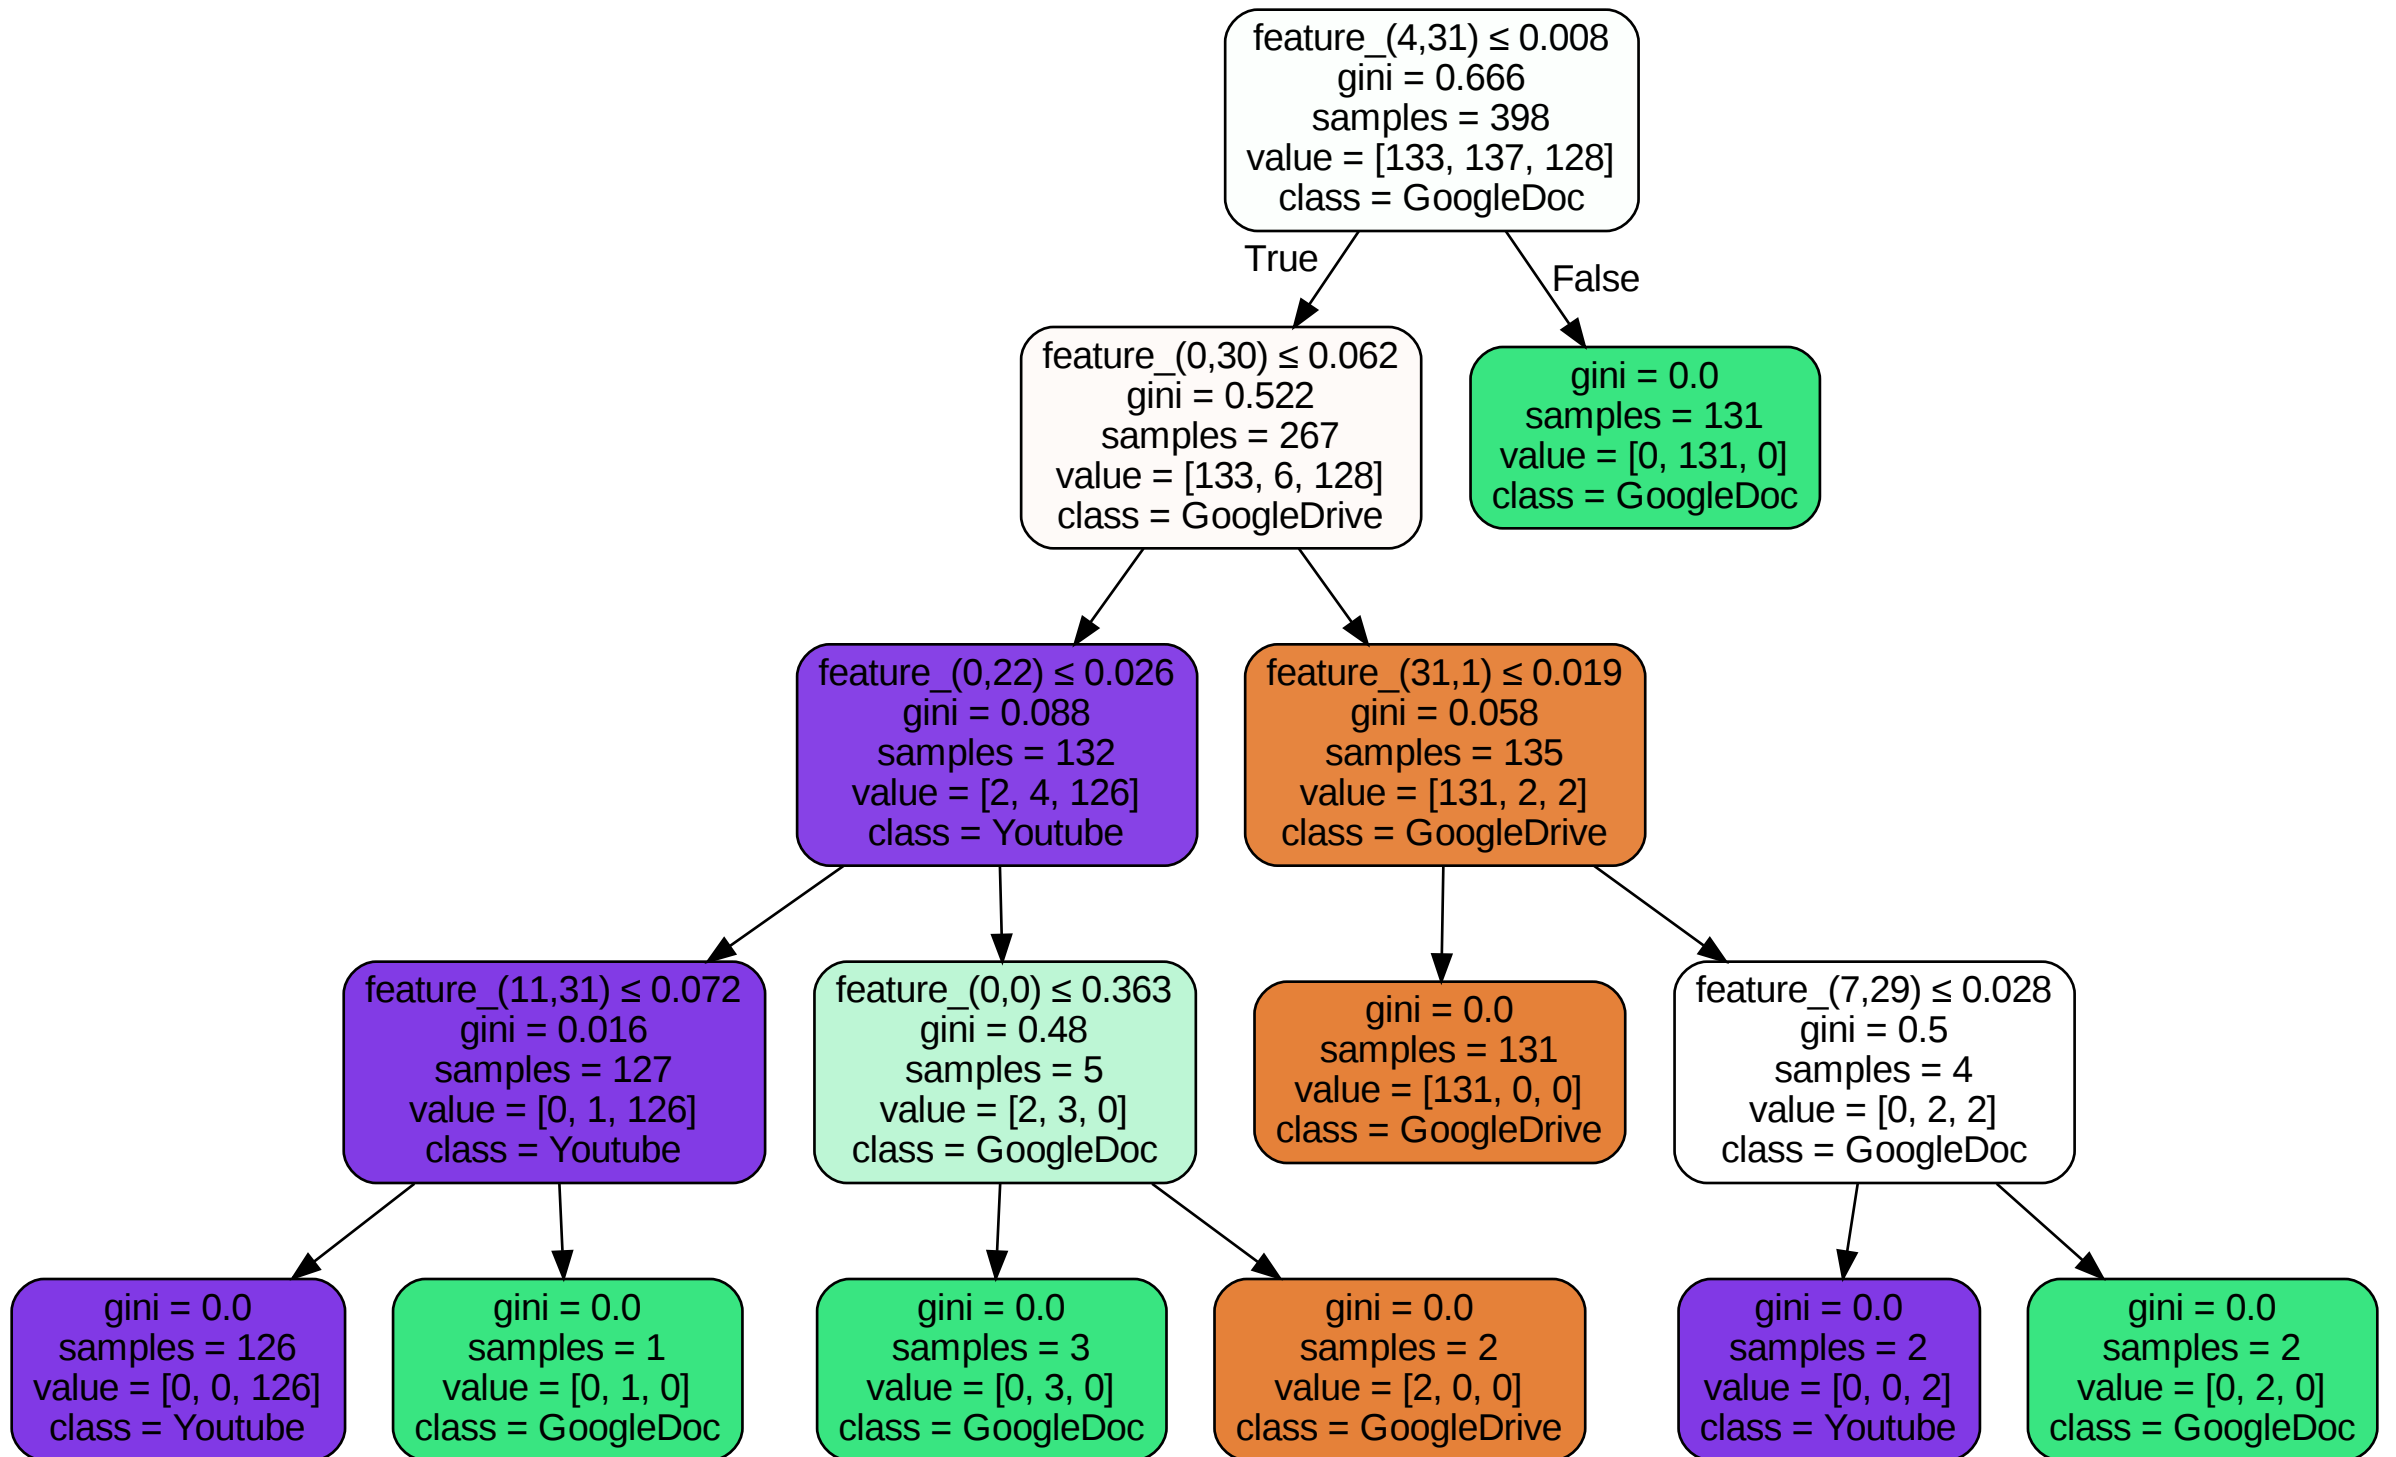 feature_(4,31) ≤ 0.008
gini = 0.666
samples = 398
value = [133, 137, 128]
class = GoogleDoc
True
False
feature_(0,30) ≤ 0.062
gini = 0.522
samples = 267
value = [133, 6, 128]
class = GoogleDrive
gini = 0.0
samples = 131
value = [0, 131, 0]
class = GoogleDoc
feature_(0,22) ≤ 0.026
gini = 0.088
samples = 132
value = [2, 4, 126]
class = Youtube
feature_(31,1) ≤ 0.019
gini = 0.058
samples = 135
value = [131, 2, 2]
class = GoogleDrive
feature_(11,31) ≤ 0.072
gini = 0.016
samples = 127
value = [0, 1, 126]
class = Youtube
feature_(0,0) ≤ 0.363
gini = 0.48
samples = 5
value = [2, 3, 0]
class = GoogleDoc
gini = 0.0
samples = 131
value = [131, 0, 0]
class = GoogleDrive
feature_(7,29) ≤ 0.028
gini = 0.5
samples = 4
value = [0, 2, 2]
class = GoogleDoc
gini = 0.0
samples = 126
value = [0, 0, 126]
class = Youtube
gini = 0.0
samples = 1
value = [0, 1, 0]
class = GoogleDoc
gini = 0.0
samples = 3
value = [0, 3, 0]
class = GoogleDoc
gini = 0.0
samples = 2
value = [2, 0, 0]
class = GoogleDrive
gini = 0.0
samples = 2
value = [0, 0, 2]
class = Youtube
gini = 0.0
samples = 2
value = [0, 2, 0]
class = GoogleDoc